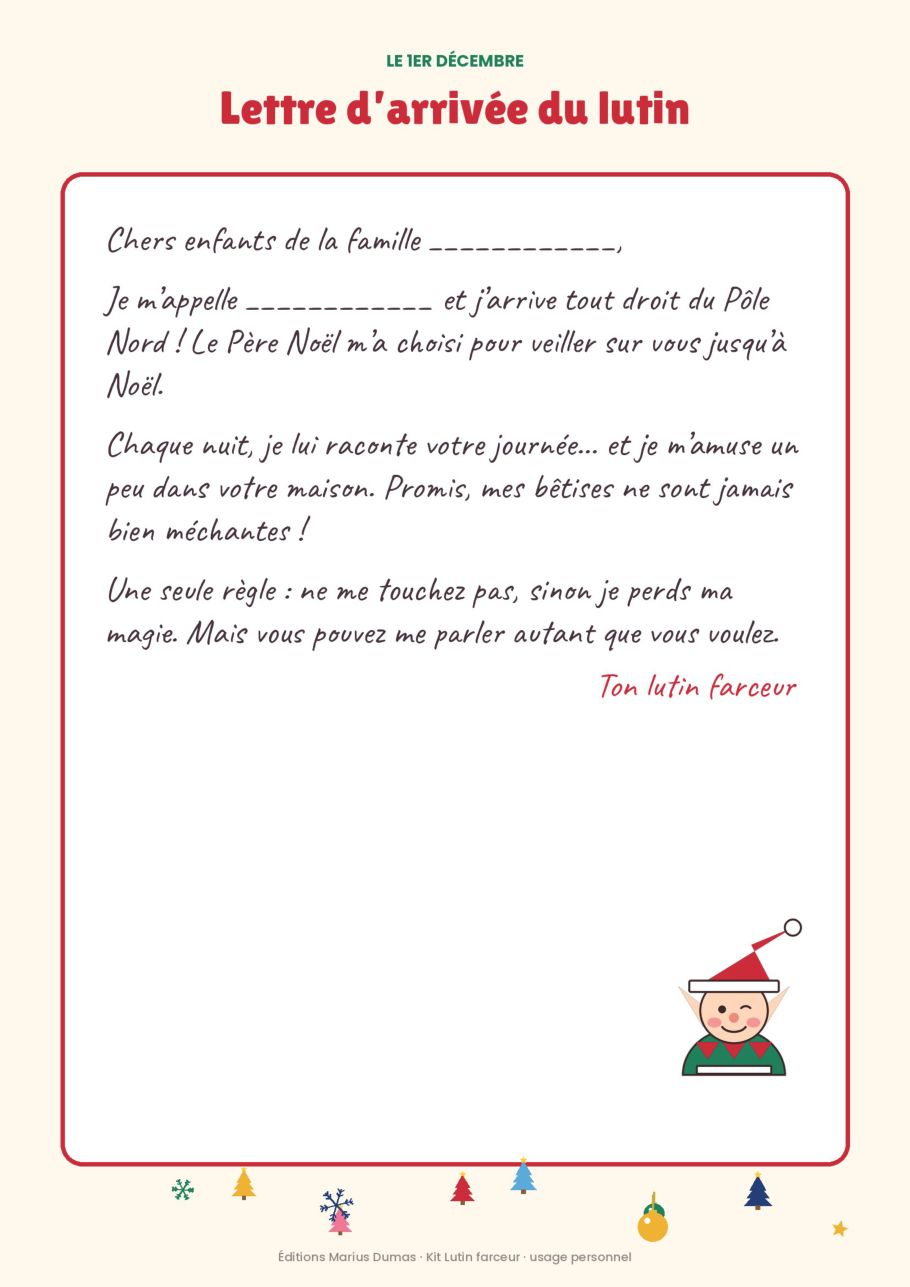 LE 1ER DÉCEMBRE
Lettre d’arrivée du lutin
Chers enfants de la famille ____________,
Je m’appelle ____________ et j’arrive tout droit du Pôle
Nord ! Le Père Noël m’a choisi pour veiller sur vous jusqu’à
Noël.
Chaque nuit, je lui raconte votre journée… et je m’amuse un
peu dans votre maison. Promis, mes bêtises ne sont jamais
bien méchantes !
Une seule règle : ne me touchez pas, sinon je perds ma
magie. Mais vous pouvez me parler autant que vous voulez.
Ton lutin farceur
Éditions Marius Dumas · Kit Lutin farceur · usage personnel